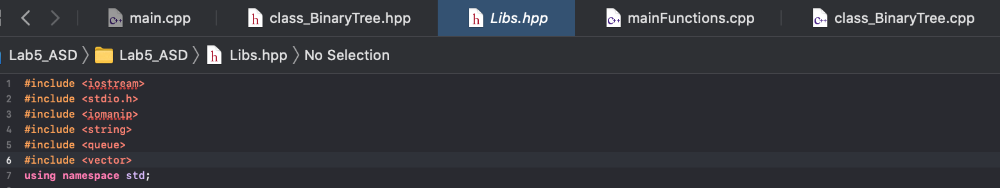 main.cpp class_BinaryTree.hpp Libs.hpp mainFunctions.cpp class_BinaryTree.cpp
Lab5_ASD Lab5_ASD Libs.hpp No Selection
1 #include <iostream>
2 #include <stdio.h>
3 #include <iomanip>
4 #include <string>
5 #include <queue>
6 #include <vector>
7 using namespace std;